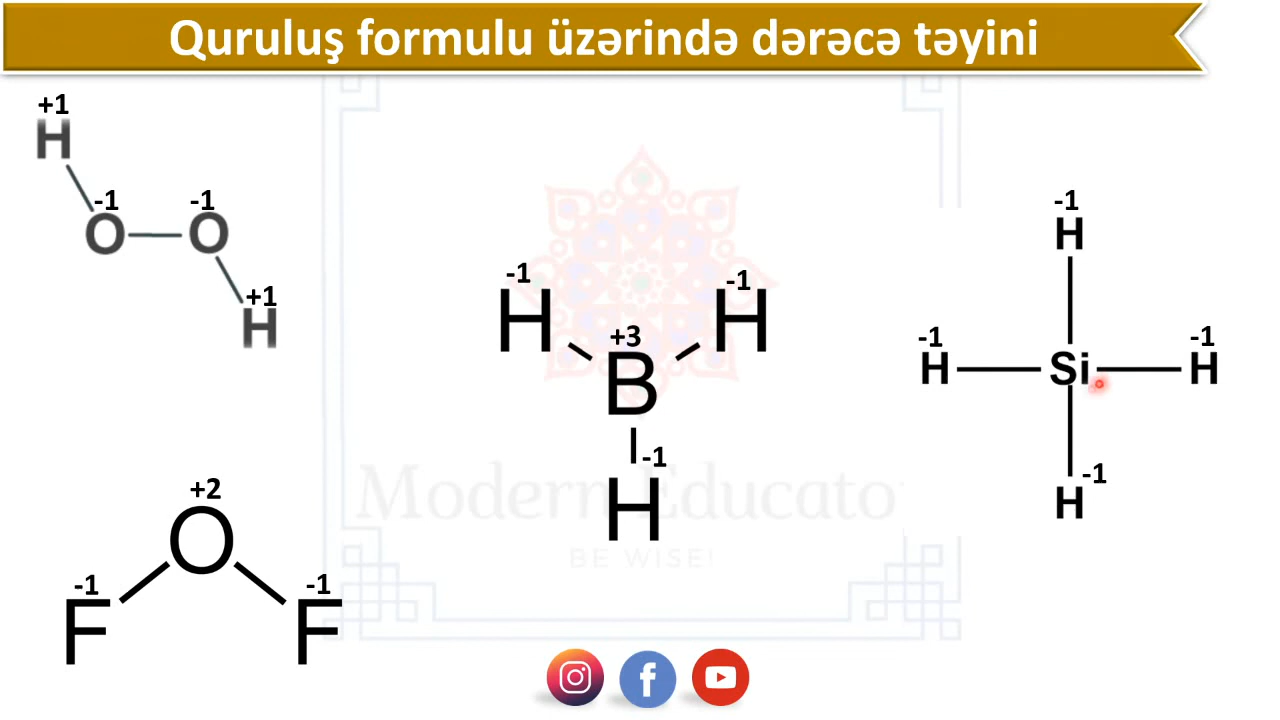 Quruluş formulu üzərində dərəcə təyini
+1
H
-1 -1
O O
+1
H
-1 -1
H H
+3
B
-1
H
-1
H
-1 -1
H Si H
-1
H
+2
O
-1 -1
F F
Modern Educato
BE WISE!